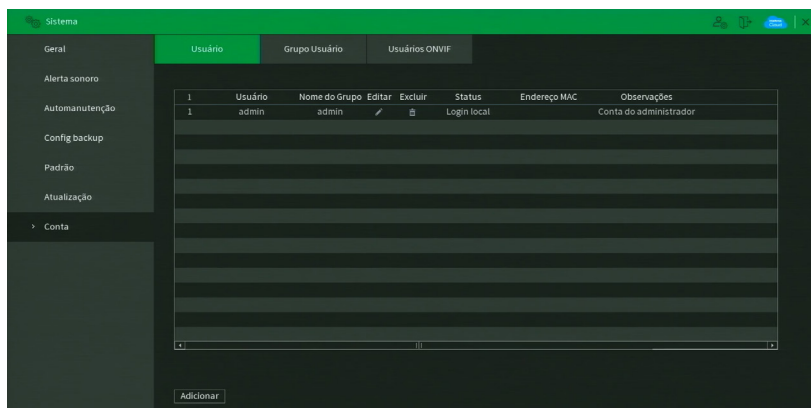 Sistema
Geral
Alerta sonoro
Automanutenção
Config backup
Padrão
Atualização
Conta
Usuário
Grupo Usuário
Usuários ONVIF
1 Usuário Nome do Grupo Editar Excluir Status Endereço MAC Observações
1 admin admin Login local Conta do administrador
Adicionar